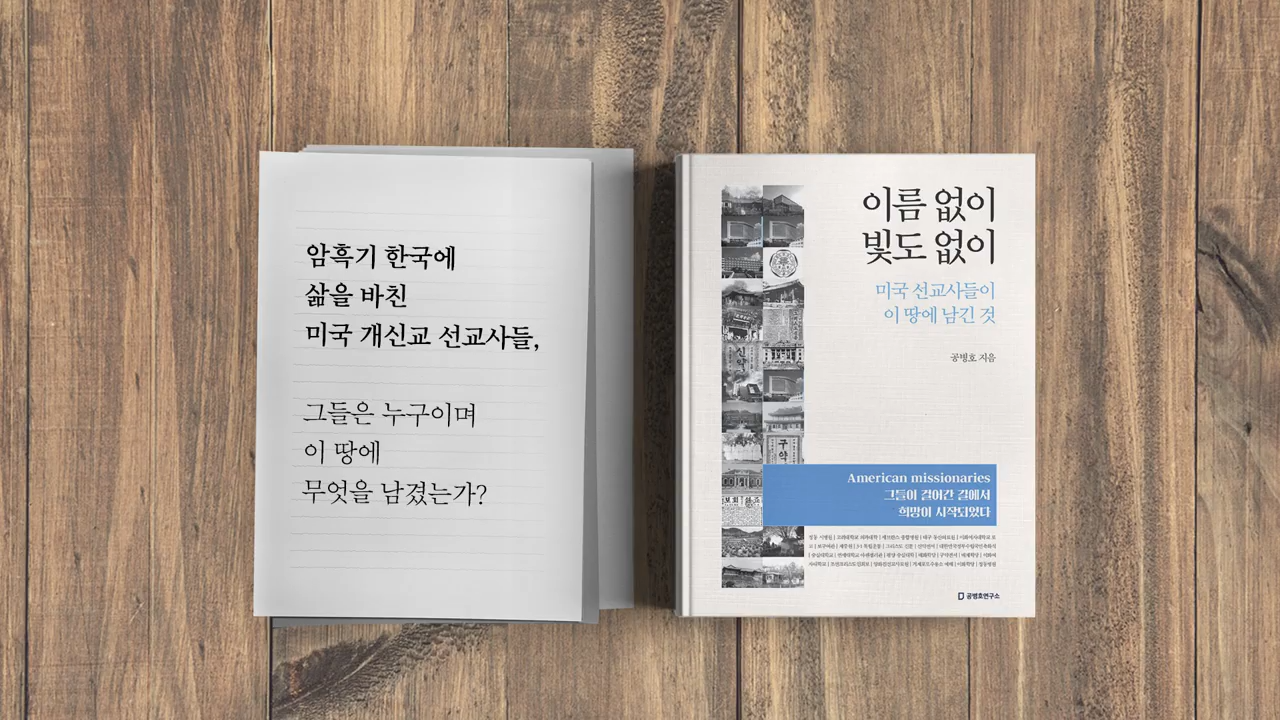 암흑기 한국에
삶을 바친
미국 개신교 선교사들,
그들은 누구이며
이 땅에
무엇을 남겼는가?
이름 없이
빛도 없이
미국 선교사들이
이 땅에 남긴 것
공병호 지음
신약
구약
American missionaries
그들이 걸어간 길에서
희망이 시작되었다
공병호연구소